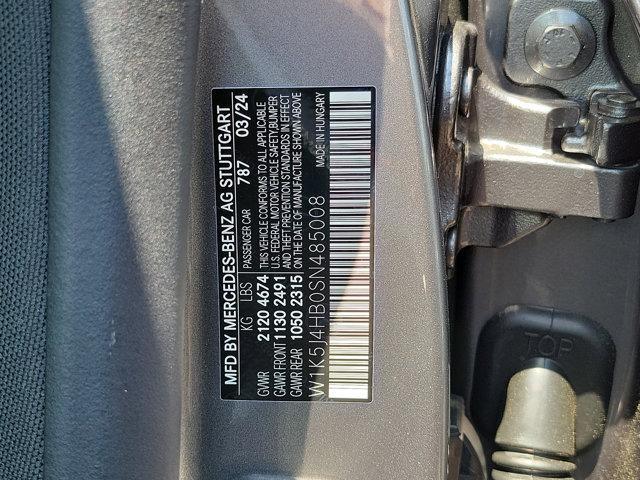 MFD BY MERCEDES-BENZ AG STUTTGART
KG LBS PASSENGER CAR 787 03/24
GVWR 2120 4674 THIS VEHICLE CONFORMS TO ALL APPLICABLE
GAWR FRONT 1130 2491 U.S. FEDERAL MOTOR VEHICLE SAFETY, BUMPER
AND THEFT PREVENTION STANDARDS IN EFFECT
GAWR REAR 1050 2315 ON THE DATE OF MANUFACTURE SHOWN ABOVE
MADE IN HUNGARY
W1K5J4HB0SN485008
TOP